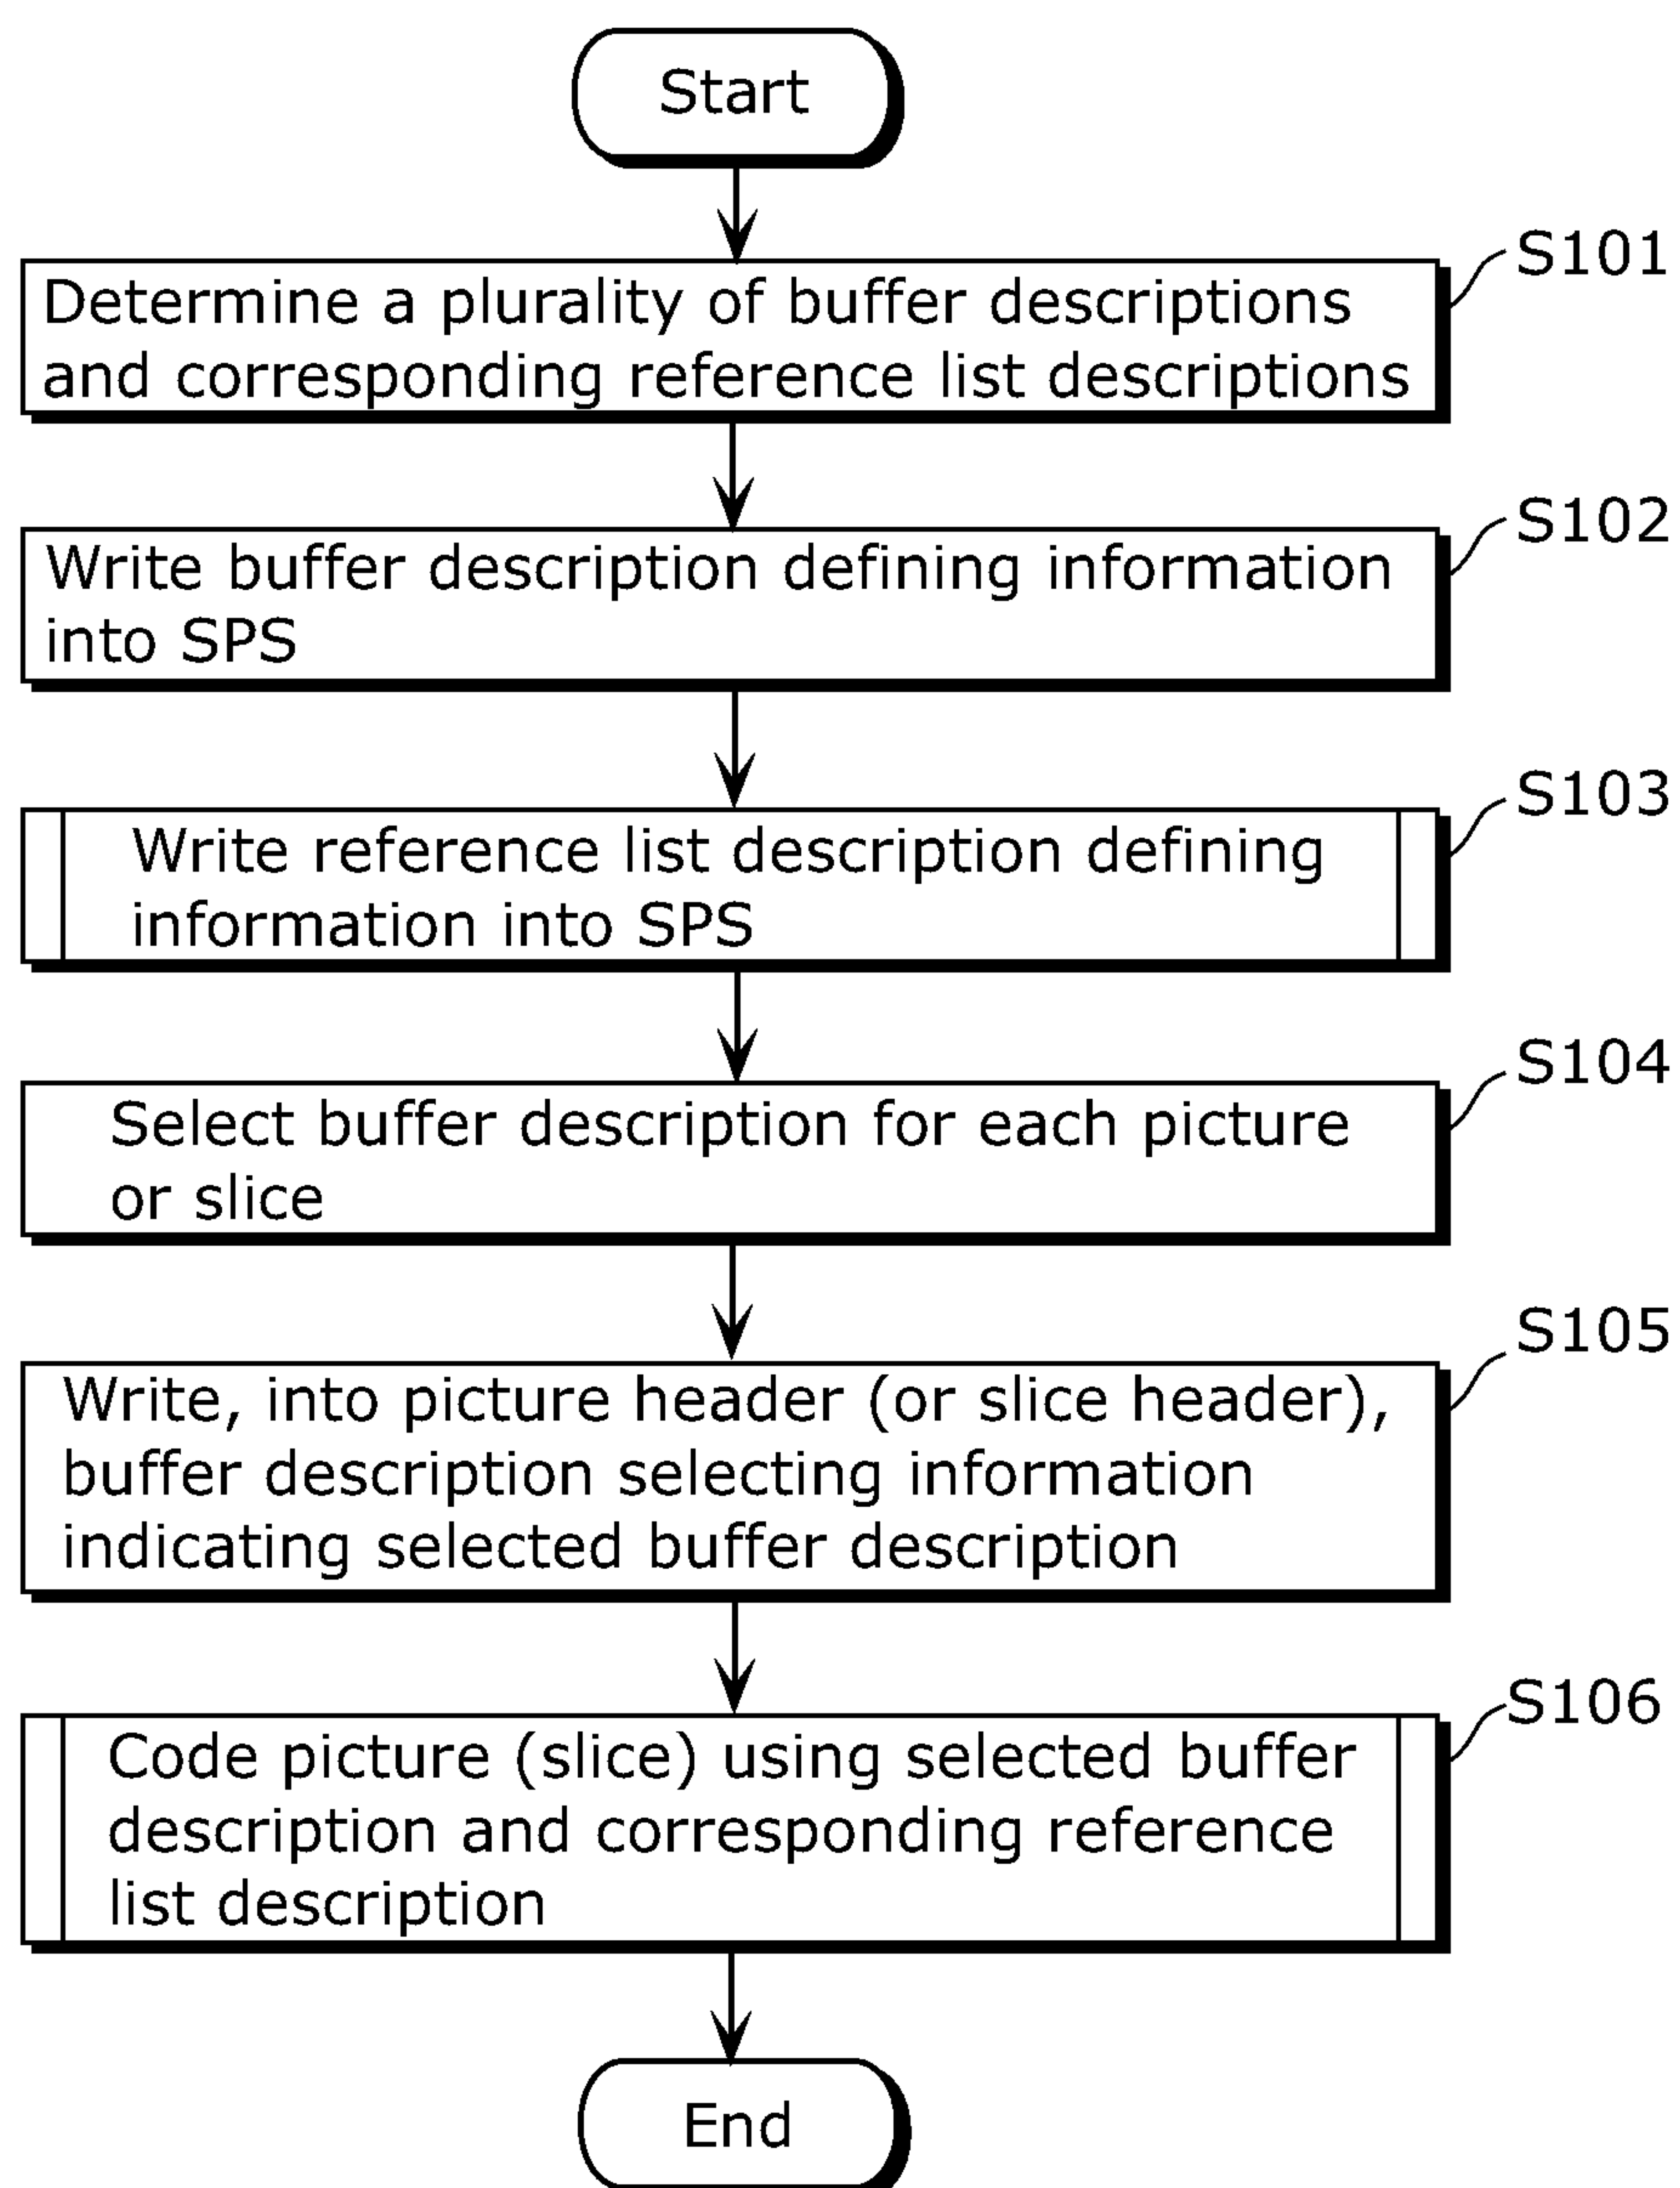 Start
S101
Determine a plurality of buffer descriptions
and corresponding reference list descriptions
S102
Write buffer description defining information
into SPS
S103
Write reference list description defining
information into SPS
S104
Select buffer description for each picture
or slice
S105
Write, into picture header (or slice header),
buffer description selecting information
indicating selected buffer description
S106
Code picture (slice) using selected buffer
description and corresponding reference
list description
End